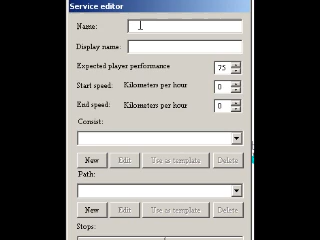 Service editor
Name:
Display name:
Expected player performance 75
Start speed: Kilometers per hour 0
End speed: Kilometers per hour 0
Consist:
New Edit Use as template Delete
Path:
New Edit Use as template Delete
Stops: